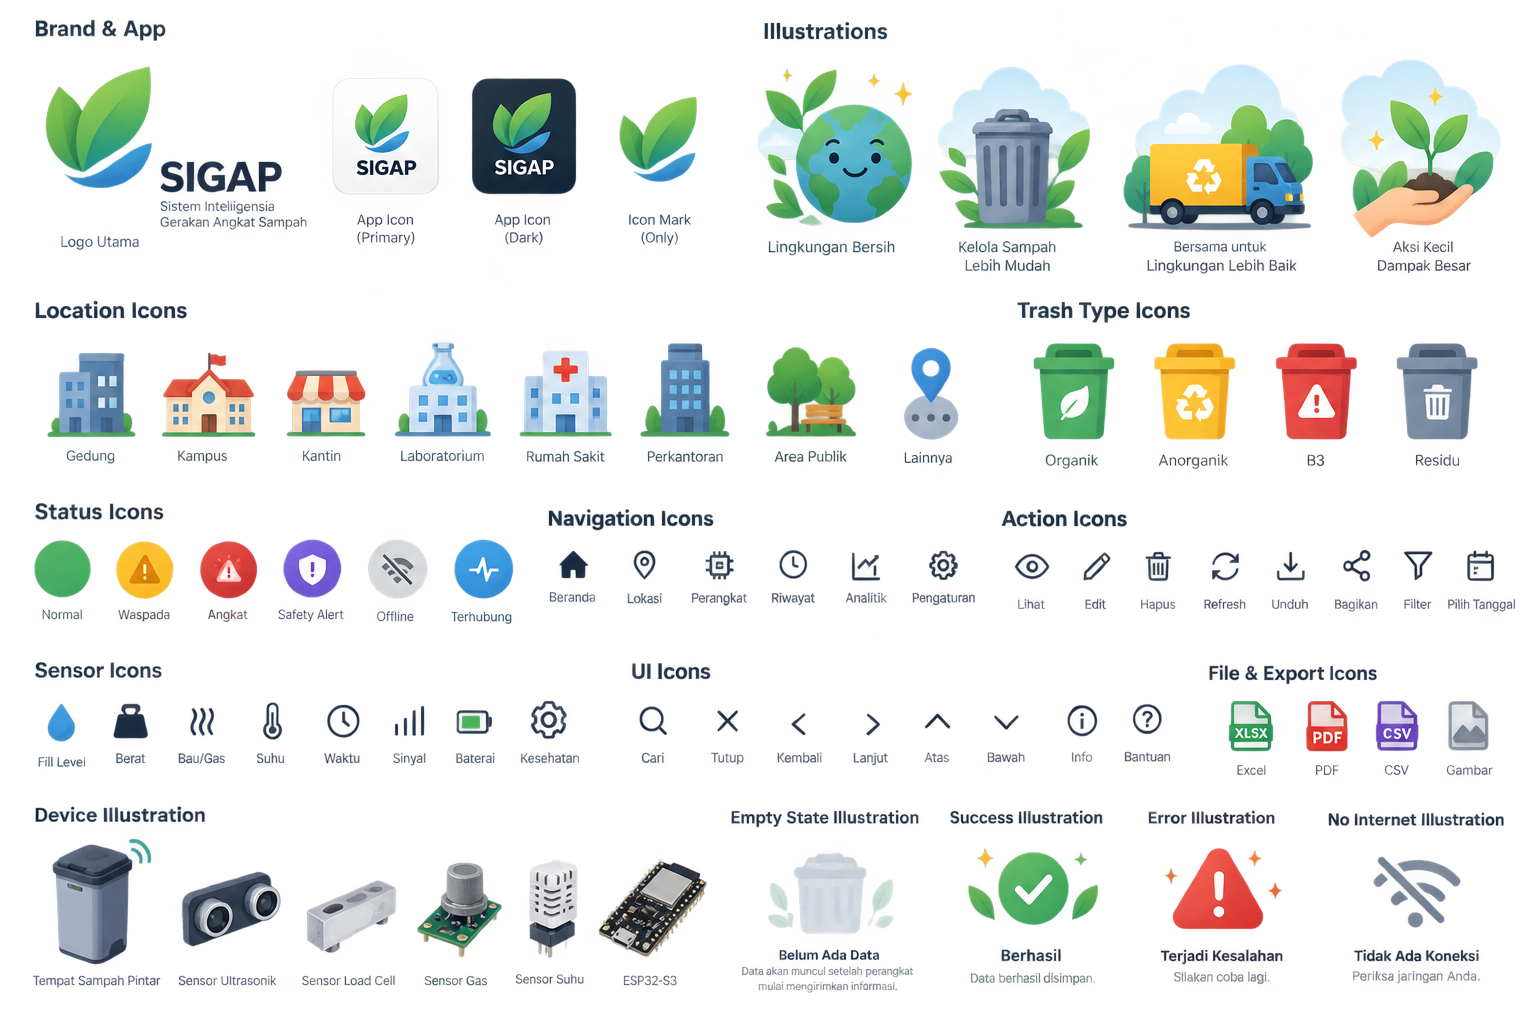 Brand & App
SIGAP
Sistem Inteliigensia
Gerakan Angkat Sampah
Logo Utama
SIGAP
App Icon
(Primary)
SIGAP
App Icon
(Dark)
Icon Mark
(Only)
Illustrations
Lingkungan Bersih
Kelola Sampah
Lebih Mudah
Bersama untuk
Lingkungan Lebih Baik
Aksi Kecil
Dampak Besar
Location Icons
Gedung
Kampus
Kantin
Laboratorium
Rumah Sakit
Perkantoran
Area Publik
Lainnya
Trash Type Icons
Organik
Anorganik
B3
Residu
Status Icons
Normal
Waspada
Angkat
Safety Alert
Offline
Terhubung
Navigation Icons
Beranda
Lokasi
Perangkat
Riwayat
Analitik
Pengaturan
Action Icons
Lihat
Edit
Hapus
Refresh
Unduh
Bagikan
Filter
Pilih Tanggal
Sensor Icons
Fill Level
Berat
Bau/Gas
Suhu
Waktu
Sinyal
Baterai
Kesehatan
UI Icons
Cari
Tutup
Kembali
Lanjut
Atas
Bawah
Info
Bantuan
File & Export Icons
XLSX
Excel
PDF
PDF
CSV
CSV
Gambar
Device Illustration
Tempat Sampah Pintar
Sensor Ultrasonik
Sensor Load Cell
Sensor Gas
Sensor Suhu
ESP32-S3
Empty State Illustration
Belum Ada Data
Data akan muncul setelah perangkat
mulai mengirimkan informasi.
Success Illustration
Berhasil
Data berhasil disimpan.
Error Illustration
Terjadi Kesalahan
Silakan coba lagi.
No Internet Illustration
Tidak Ada Koneksi
Periksa jaringan Anda.